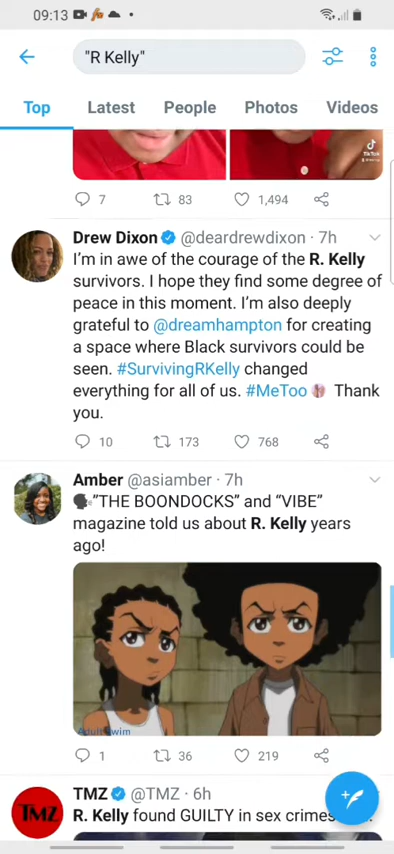 09:13
"R Kelly"
Top Latest People Photos Videos
TikTok
7 83 1,494
Drew Dixon @deardrewdixon · 7h
I'm in awe of the courage of the R. Kelly
survivors. I hope they find some degree of
peace in this moment. I'm also deeply
grateful to @dreamhampton for creating
a space where Black survivors could be
seen. #SurvivingRKelly changed
everything for all of us. #MeToo Thank
you.
10 173 768
Amber @asiamber · 7h
"THE BOONDOCKS" and "VIBE"
magazine told us about R. Kelly years
ago!
Adult Swim
1 36 219
TMZ @TMZ · 6h
TMZ
R. Kelly found GUILTY in sex crimes